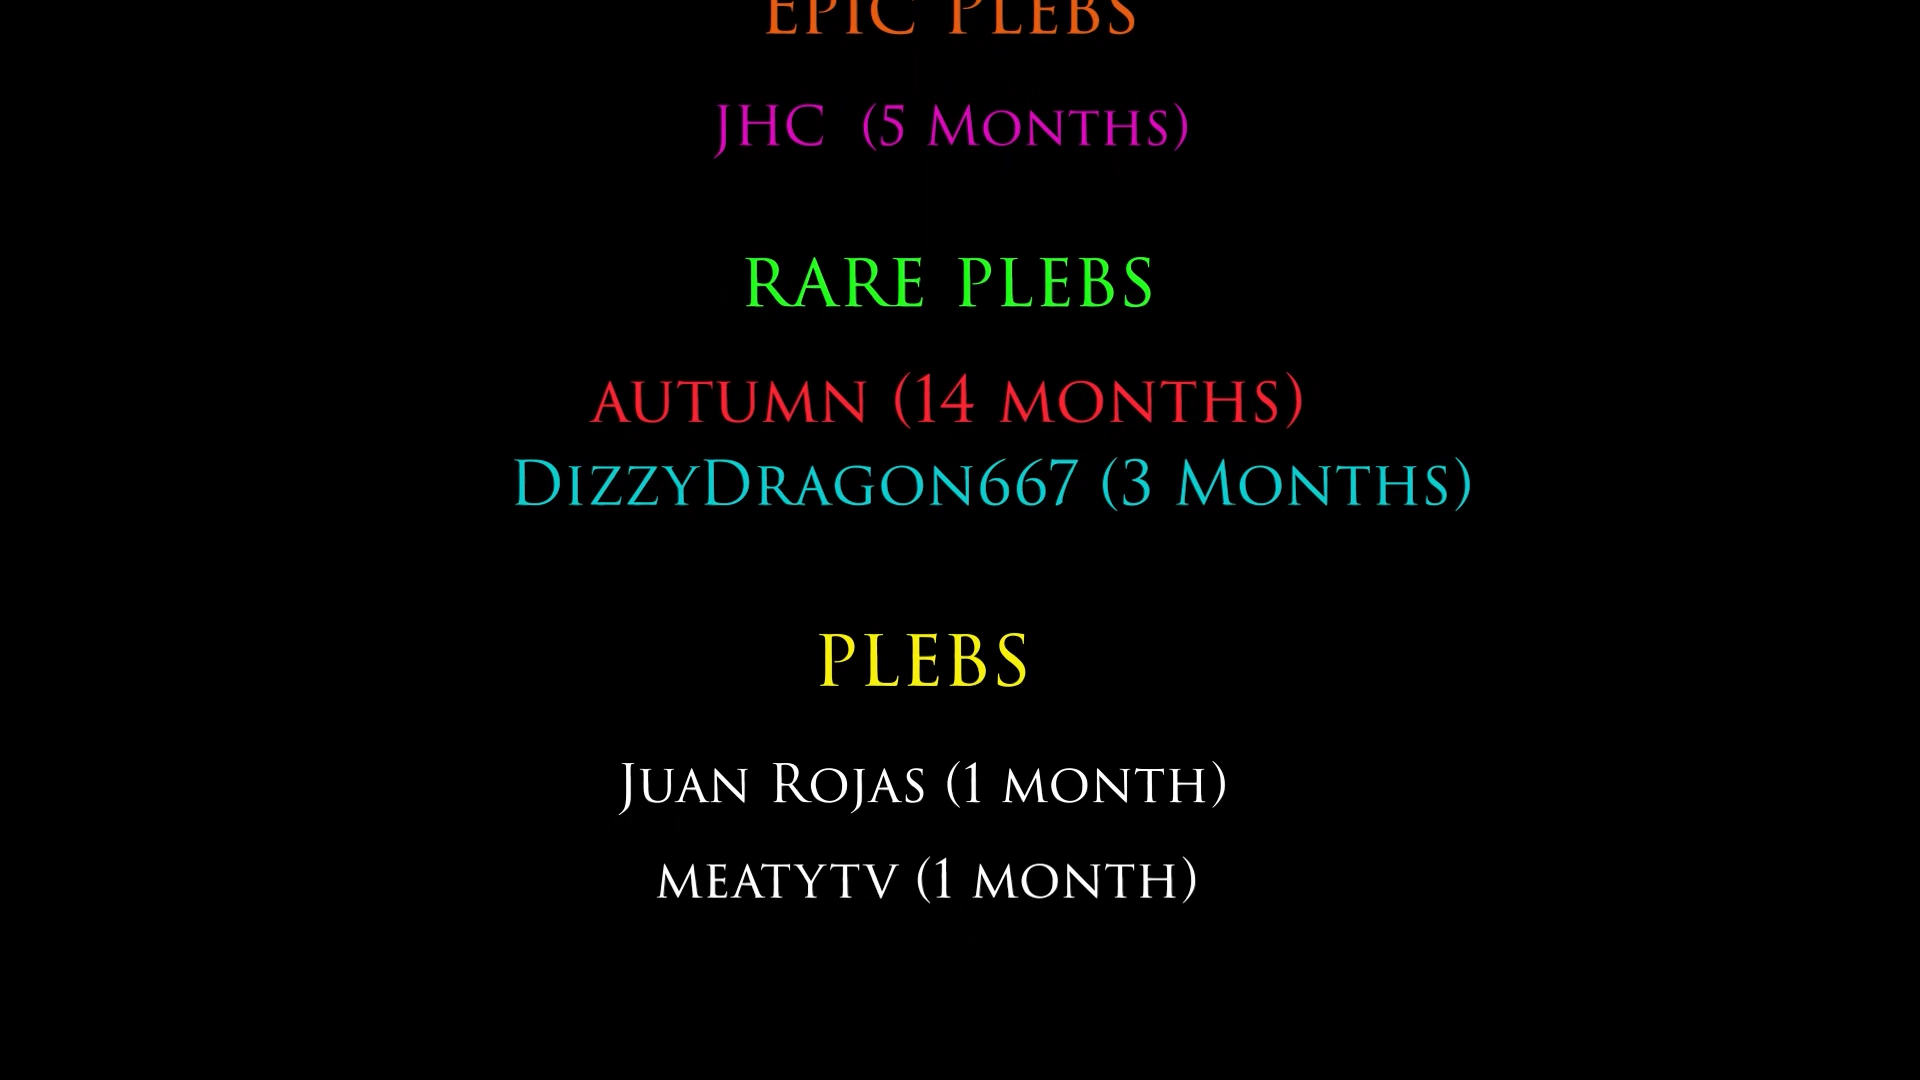 EPIC PLEBS
JHC (5 Months)
RARE PLEBS
AUTUMN (14 MONTHS)
DizzyDragon667 (3 Months)
PLEBS
Juan Rojas (1 month)
meatytv (1 month)